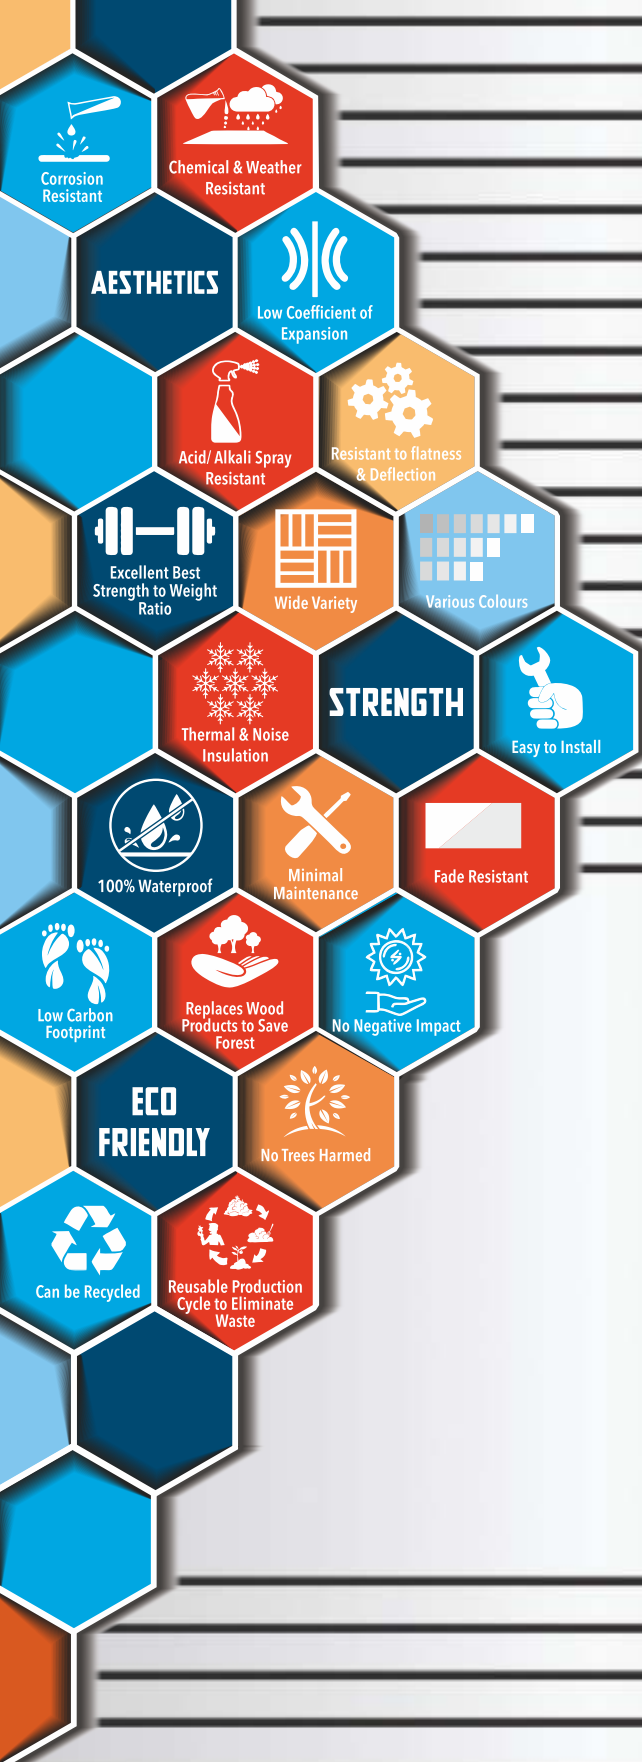 Corrosion
Resistant
Chemical & Weather
Resistant
AESTHETICS
Low Coefficient of
Expansion
Acid/ Alkali Spray
Resistant
Resistant to flatness
& Deflection
Excellent Best
Strength to Weight
Ratio
Wide Variety
Various Colours
Thermal & Noise
Insulation
STRENGTH
Easy to Install
100% Waterproof
Minimal
Maintenance
Fade Resistant
Low Carbon
Footprint
Replaces Wood
Products to Save
Forest
No Negative Impact
ECO
FRIENDLY
No Trees Harmed
Can be Recycled
Reusable Production
Cycle to Eliminate
Waste